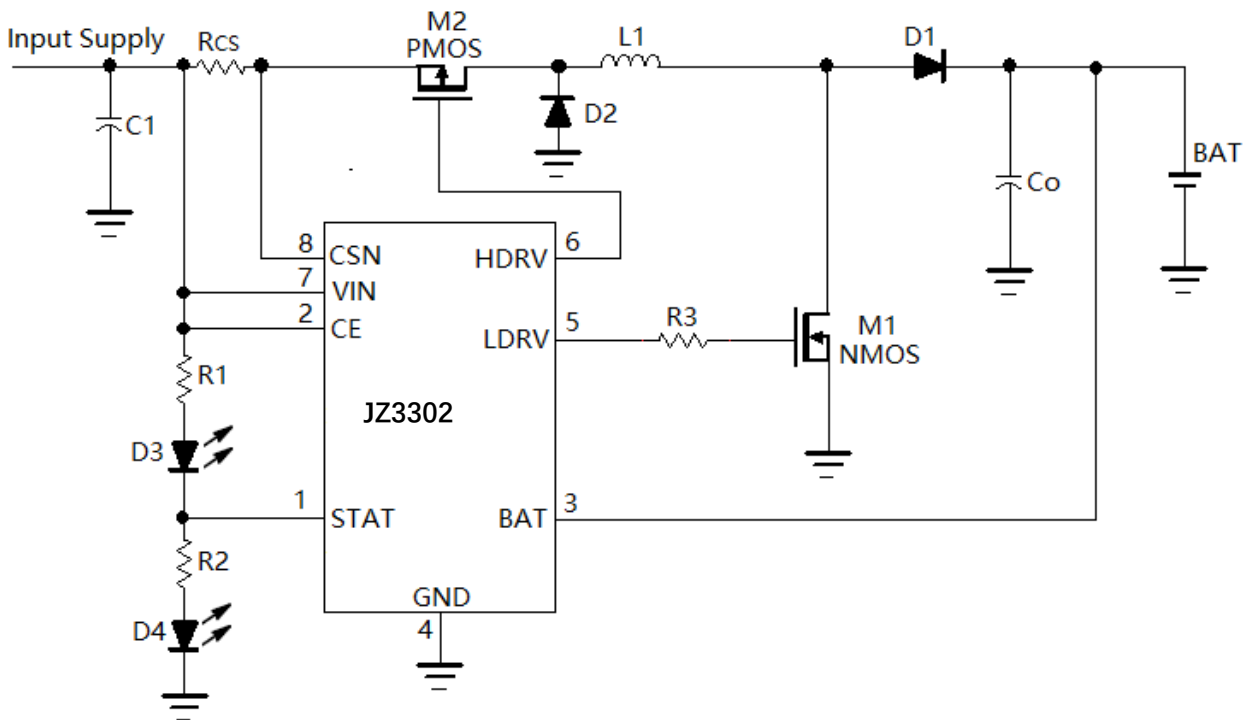 Input Supply
RCS
M2
PMOS
L1
D1
C1
D2
BAT
Co
8
CSN
HDRV
6
7
VIN
2
CE
LDRV
5
R3
M1
NMOS
R1
JZ3302
D3
1
STAT
BAT
3
R2
GND
4
D4